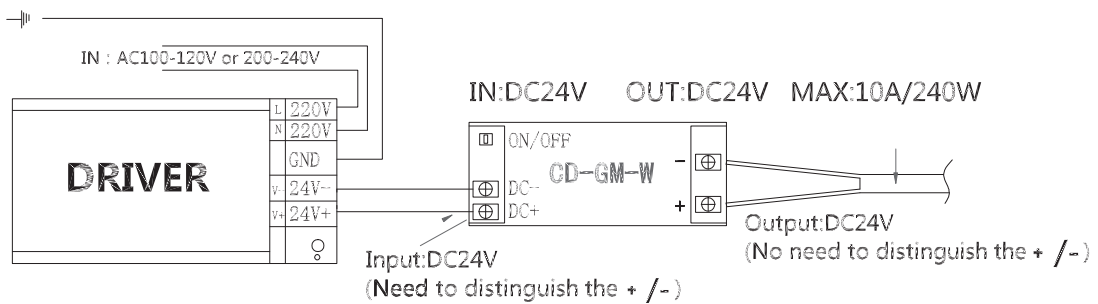 IN : AC100-120V or 200-240V
IN:DC24V OUT:DC24V MAX:10A/240W
L 220V
N 220V
GND
V- 24V-
V+ 24V+
DRIVER
ON/OFF
CD-GM-W
DC-
DC+
-
+
Input:DC24V
(Need to distinguish the + /-)
Output:DC24V
(No need to distinguish the + /-)